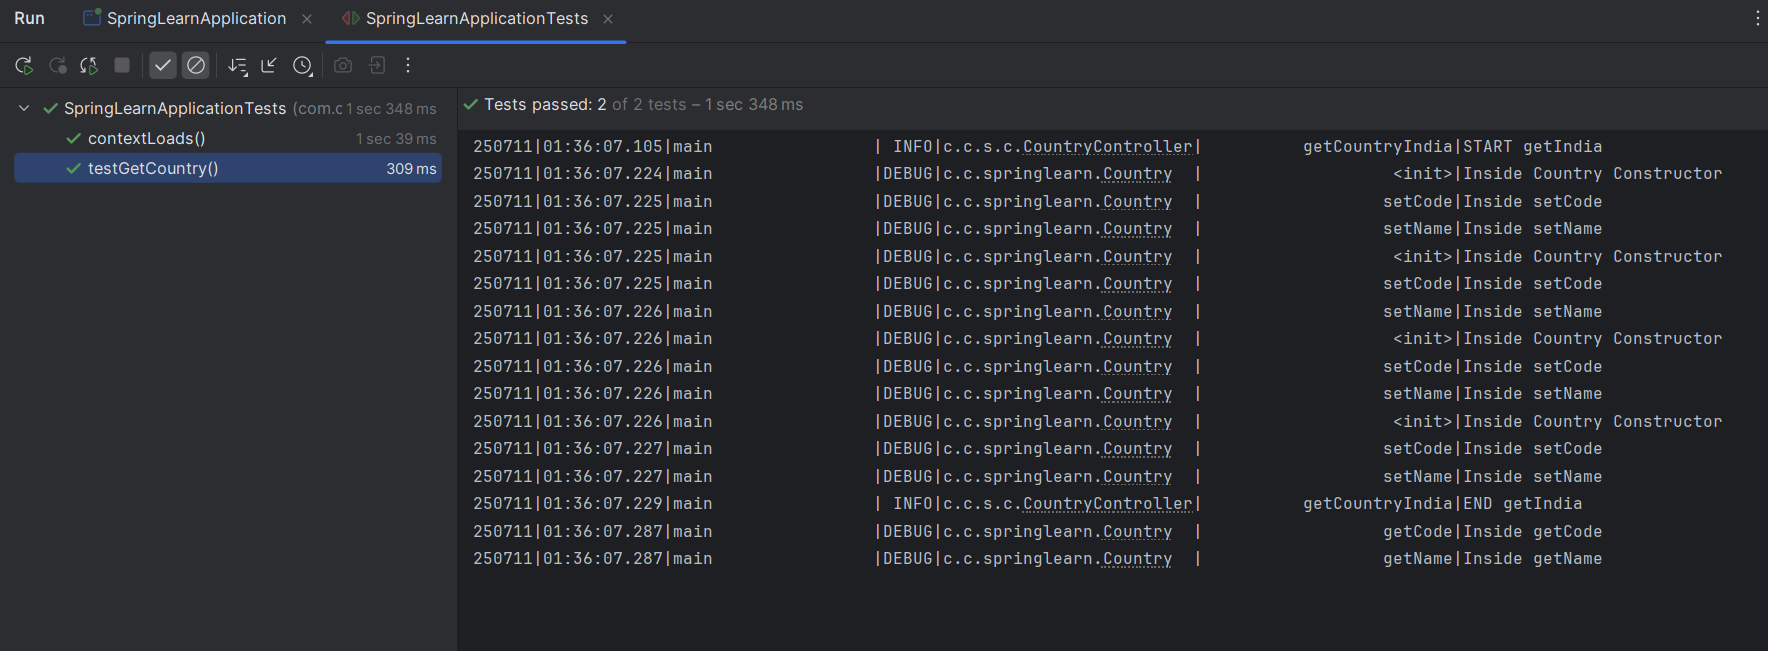 Run SpringLearnApplication SpringLearnApplicationTests
SpringLearnApplicationTests (com.c 1 sec 348 ms
contextLoads() 1 sec 39 ms
testGetCountry() 309 ms
Tests passed: 2 of 2 tests – 1 sec 348 ms
250711|01:36:07.105|main | INFO|c.c.s.c.CountryController| getCountryIndia|START getIndia
250711|01:36:07.224|main |DEBUG|c.c.springlearn.Country | <init>|Inside Country Constructor
250711|01:36:07.225|main |DEBUG|c.c.springlearn.Country | setCode|Inside setCode
250711|01:36:07.225|main |DEBUG|c.c.springlearn.Country | setName|Inside setName
250711|01:36:07.225|main |DEBUG|c.c.springlearn.Country | <init>|Inside Country Constructor
250711|01:36:07.225|main |DEBUG|c.c.springlearn.Country | setCode|Inside setCode
250711|01:36:07.226|main |DEBUG|c.c.springlearn.Country | setName|Inside setName
250711|01:36:07.226|main |DEBUG|c.c.springlearn.Country | <init>|Inside Country Constructor
250711|01:36:07.226|main |DEBUG|c.c.springlearn.Country | setCode|Inside setCode
250711|01:36:07.226|main |DEBUG|c.c.springlearn.Country | setName|Inside setName
250711|01:36:07.226|main |DEBUG|c.c.springlearn.Country | <init>|Inside Country Constructor
250711|01:36:07.227|main |DEBUG|c.c.springlearn.Country | setCode|Inside setCode
250711|01:36:07.227|main |DEBUG|c.c.springlearn.Country | setName|Inside setName
250711|01:36:07.229|main | INFO|c.c.s.c.CountryController| getCountryIndia|END getIndia
250711|01:36:07.287|main |DEBUG|c.c.springlearn.Country | getCode|Inside getCode
250711|01:36:07.287|main |DEBUG|c.c.springlearn.Country | getName|Inside getName